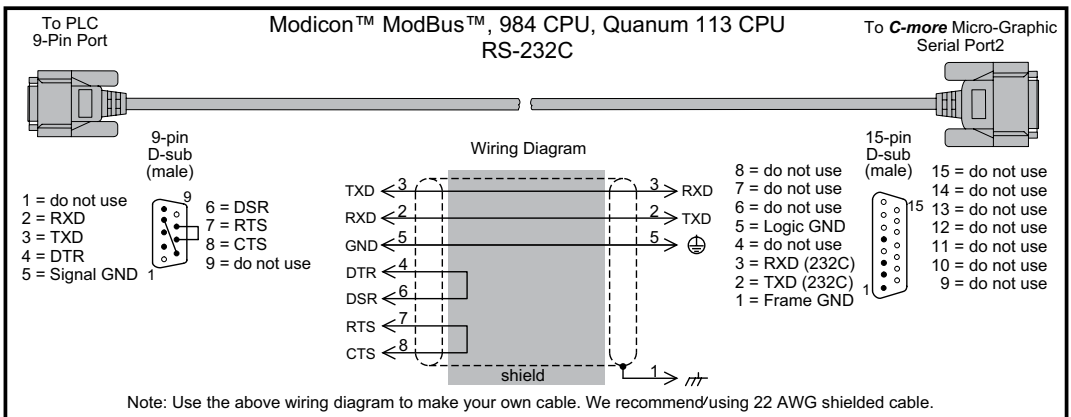 To PLC
9-Pin Port
Modicon™ ModBus™, 984 CPU, Quanum 113 CPU
RS-232C
To C-more Micro-Graphic
Serial Port2
9-pin
D-sub
(male)
1 = do not use
2 = RXD
3 = TXD
4 = DTR
5 = Signal GND
9
1
6 = DSR
7 = RTS
8 = CTS
9 = do not use
Wiring Diagram
TXD 3 3 RXD
RXD 2 2 TXD
GND 5 5
DTR 4
DSR 6
RTS 7
CTS 8
shield
1
8 = do not use
7 = do not use
6 = do not use
5 = Logic GND
4 = do not use
3 = RXD (232C)
2 = TXD (232C)
1 = Frame GND
15-pin
D-sub
(male)
15
1
15 = do not use
14 = do not use
13 = do not use
12 = do not use
11 = do not use
10 = do not use
9 = do not use
Note: Use the above wiring diagram to make your own cable. We recommend using 22 AWG shielded cable.